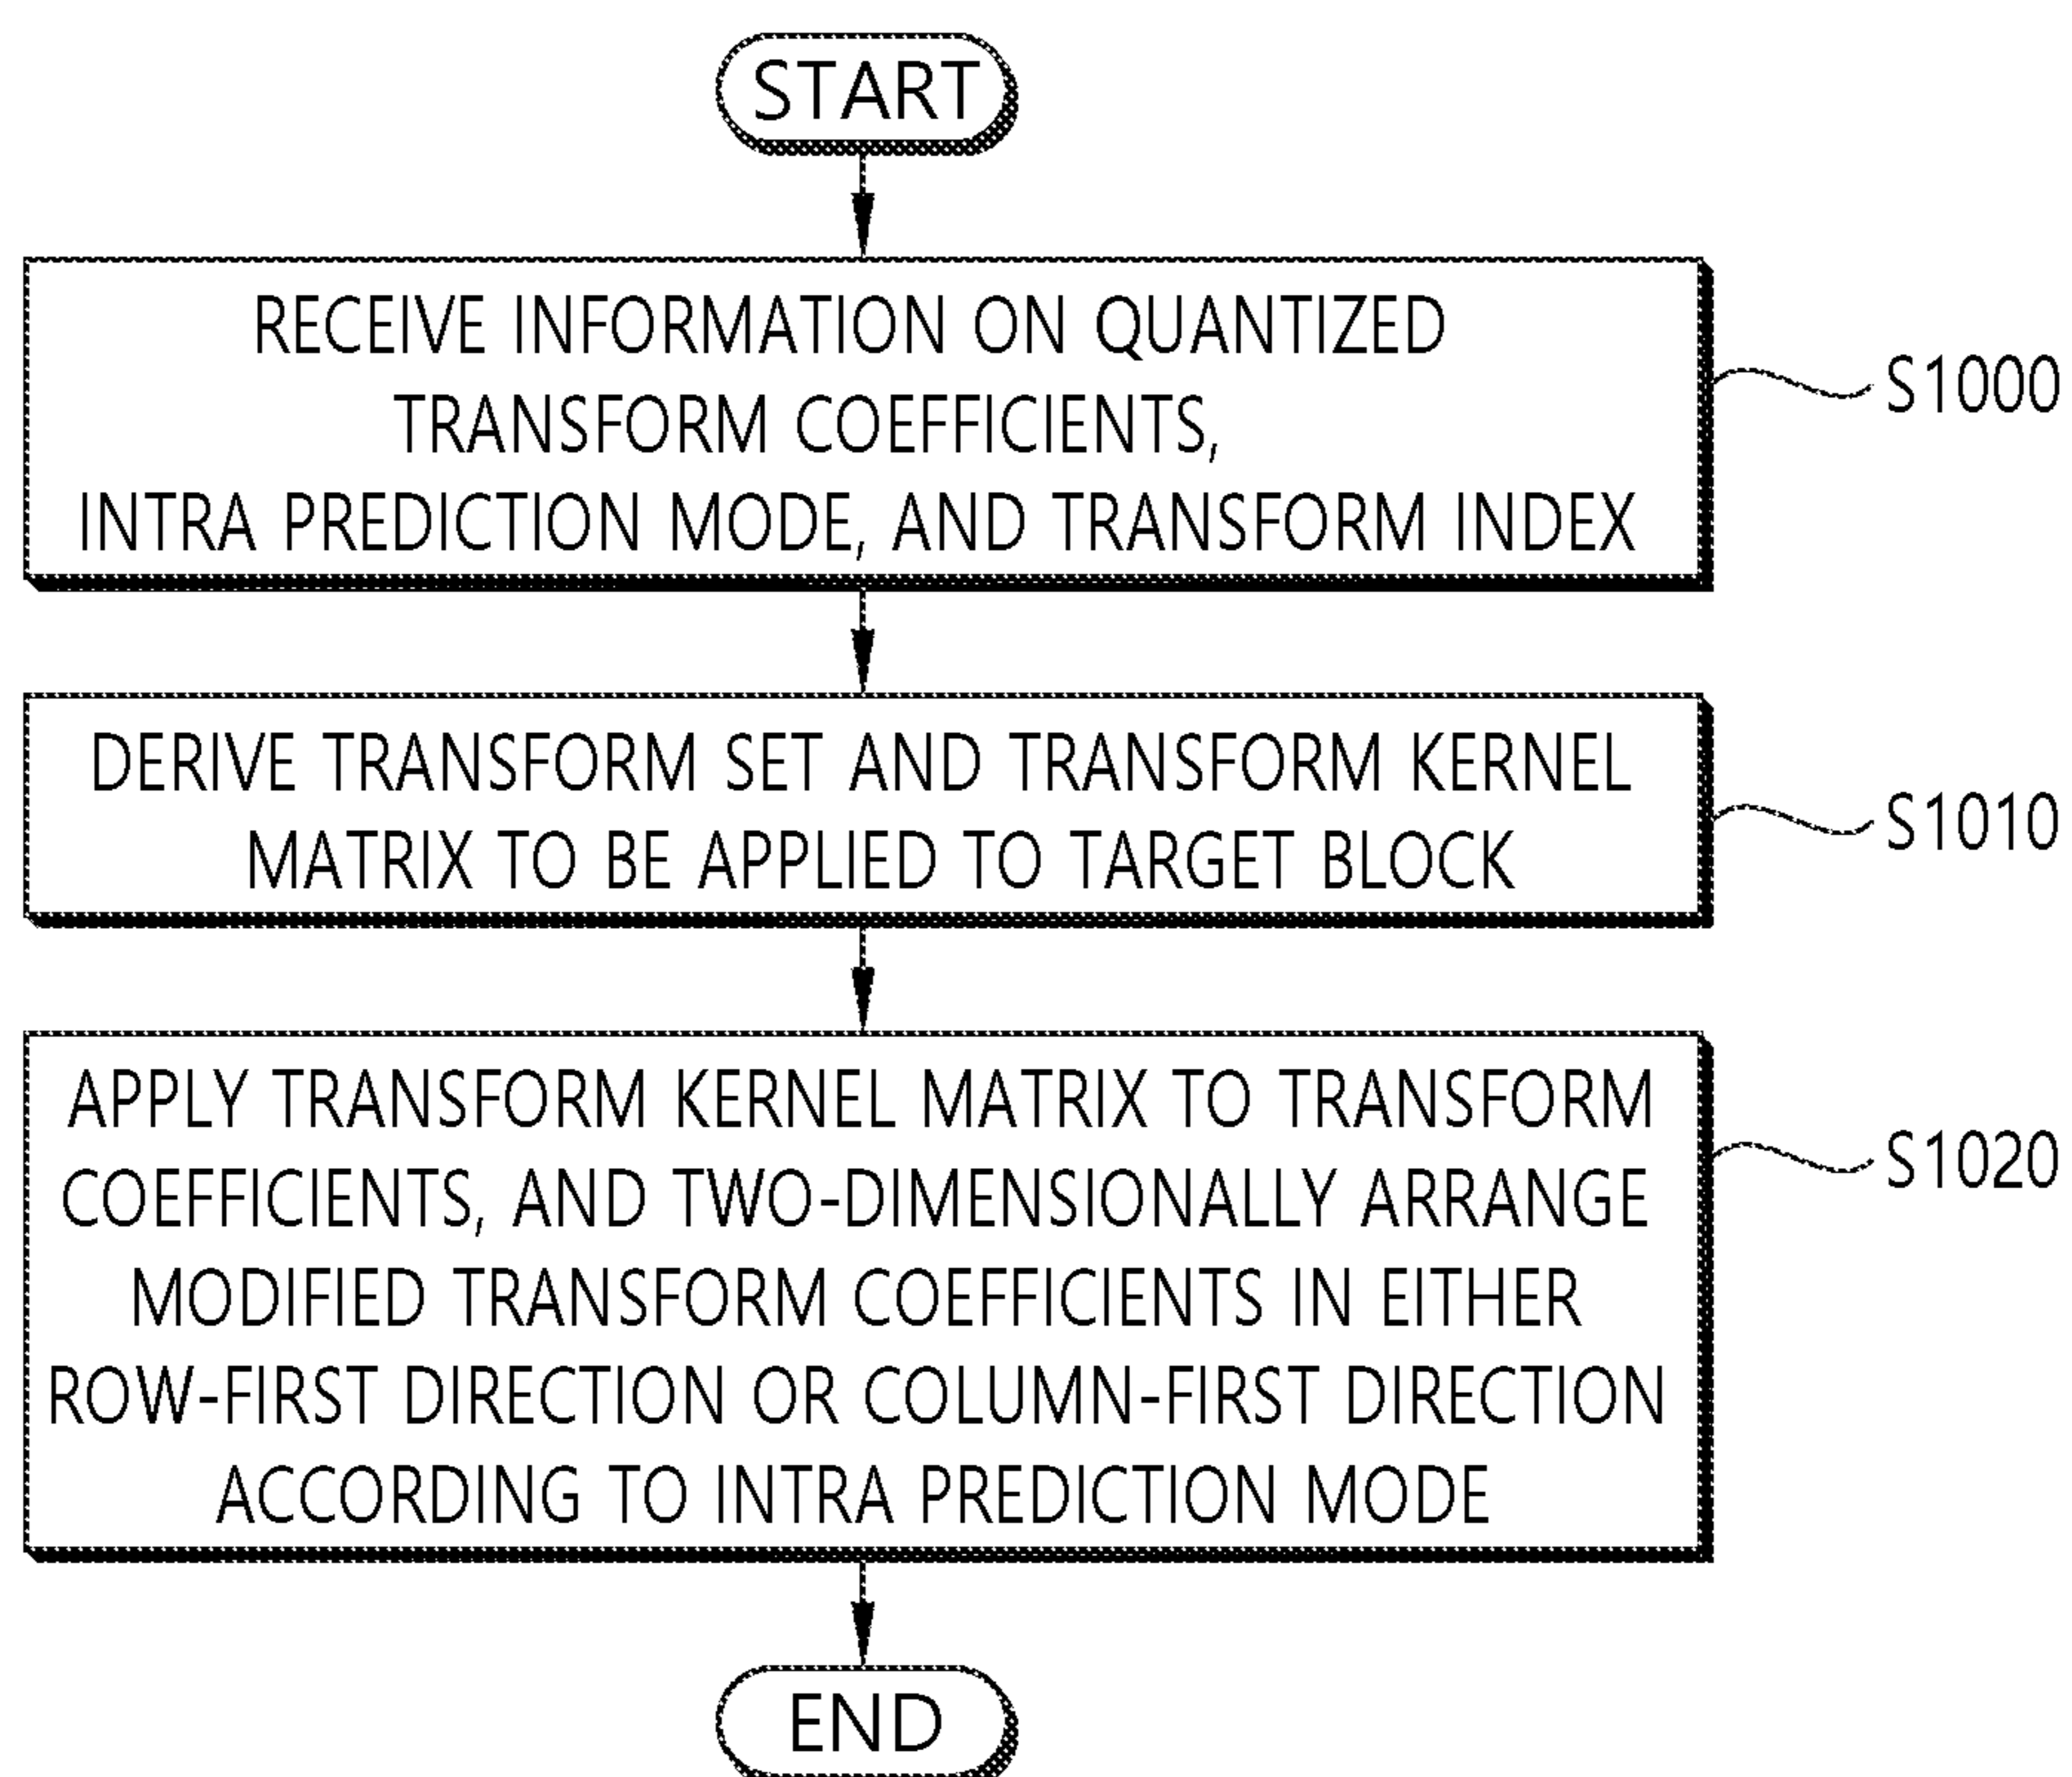 START
RECEIVE INFORMATION ON QUANTIZED
TRANSFORM COEFFICIENTS,
INTRA PREDICTION MODE, AND TRANSFORM INDEX
S1000
DERIVE TRANSFORM SET AND TRANSFORM KERNEL
MATRIX TO BE APPLIED TO TARGET BLOCK
S1010
APPLY TRANSFORM KERNEL MATRIX TO TRANSFORM
COEFFICIENTS, AND TWO-DIMENSIONALLY ARRANGE
MODIFIED TRANSFORM COEFFICIENTS IN EITHER
ROW-FIRST DIRECTION OR COLUMN-FIRST DIRECTION
ACCORDING TO INTRA PREDICTION MODE
S1020
END